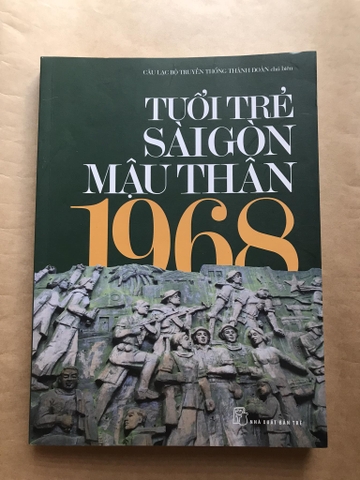 CÂU LẠC BỘ TRUYỀN THỐNG THÀNH ĐOÀN chủ biên
TUỔI TRẺ
SÀI GÒN
MẬU THÂN
1968
NHÀ XUẤT BẢN TRẺ